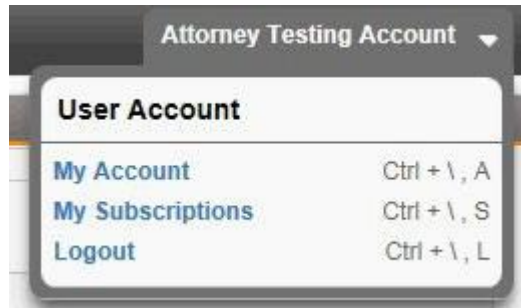 Attorney Testing Account
User Account
My Account Ctrl + \ , A
My Subscriptions Ctrl + \ , S
Logout Ctrl + \ , L